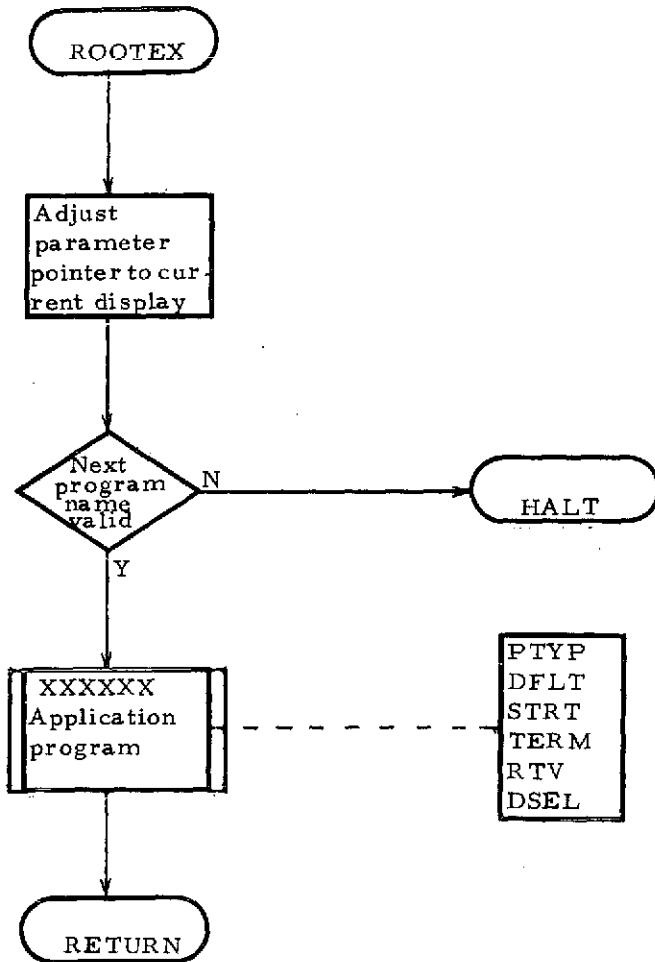 ROOTEX
Adjust
parameter
pointer to cur-
rent display
Next
program
name
valid
N
HALT
Y
XXXXXX
Application
program
PTYP
DFLT
STRT
TERM
RTV
DSEL
RETURN